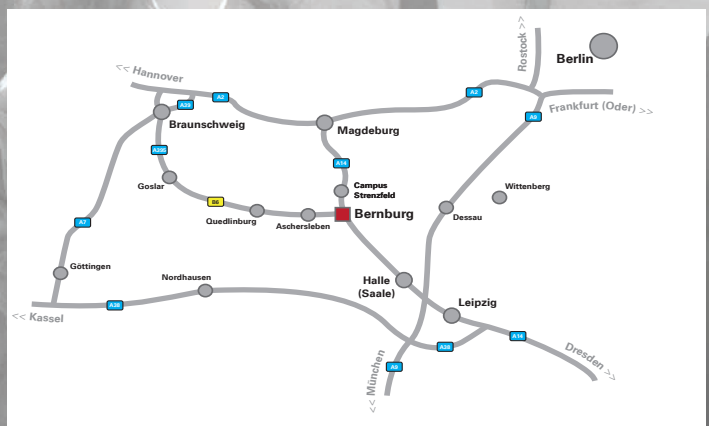 Rostock >>
Berlin
<< Hannover
A2
A39
A2
Frankfurt (Oder) >>
A9
Braunschweig
Magdeburg
A395
A14
Goslar
Campus
Strenzfeld
Wittenberg
B6
Quedlinburg
Aschersleben
Bernburg
Dessau
A7
Göttingen
Nordhausen
Halle
(Saale)
Leipzig
A38
<< Kassel
A14
A38
Dresden >>
A9
<< München